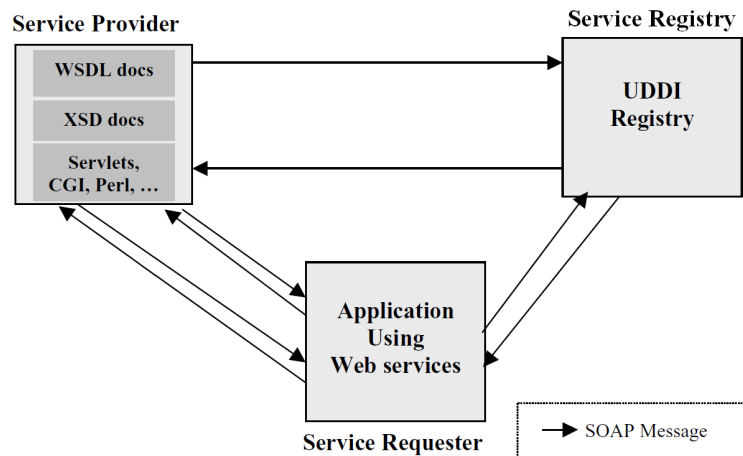 Service Provider
WSDL docs
XSD docs
Servlets,
CGI, Perl, …
Service Registry
UDDI
Registry
Application
Using
Web services
Service Requester
SOAP Message